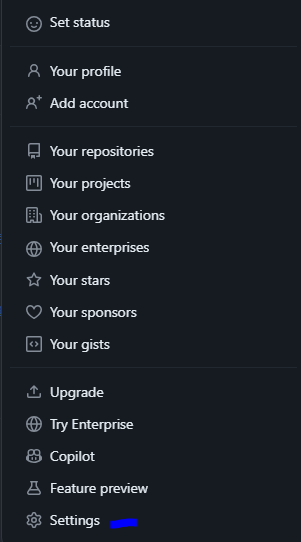 Set status
Your profile
Add account
Your repositories
Your projects
Your organizations
Your enterprises
Your stars
Your sponsors
Your gists
Upgrade
Try Enterprise
Copilot
Feature preview
Settings